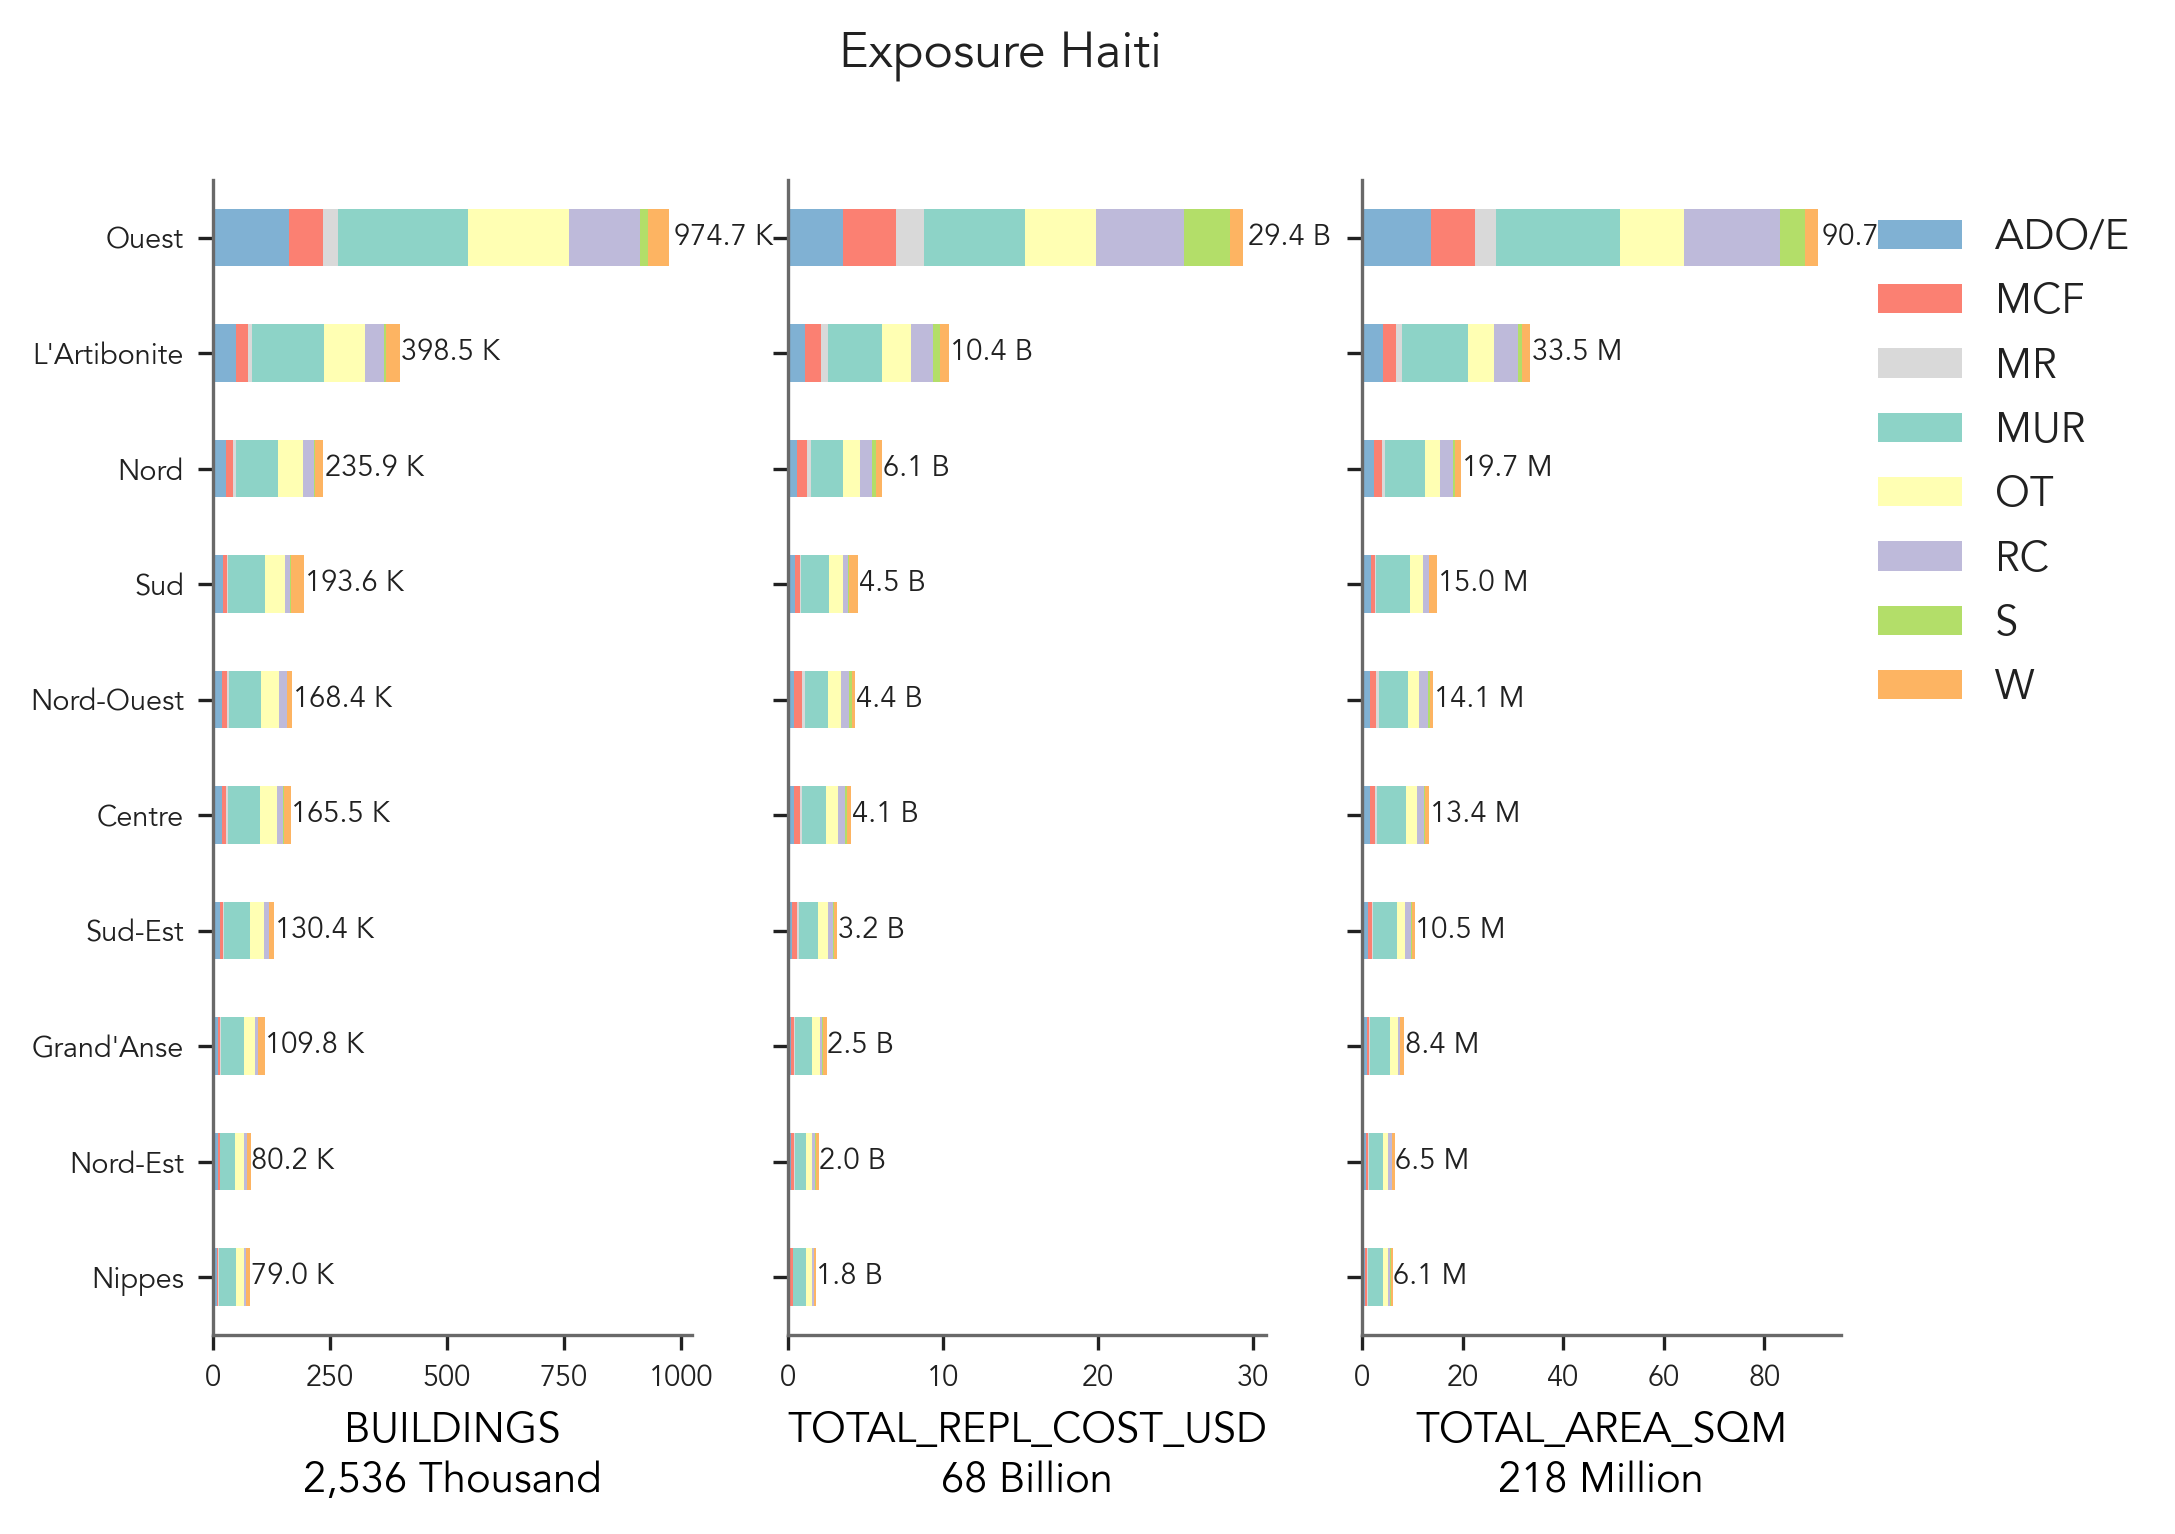 Exposure Haiti
Ouest
L'Artibonite
Nord
Sud
Nord-Ouest
Centre
Sud-Est
Grand'Anse
Nord-Est
Nippes
974.7 K
398.5 K
235.9 K
193.6 K
168.4 K
165.5 K
130.4 K
109.8 K
80.2 K
79.0 K
0 250 500 750 1000
BUILDINGS
2,536 Thousand
29.4 B
10.4 B
6.1 B
4.5 B
4.4 B
4.1 B
3.2 B
2.5 B
2.0 B
1.8 B
0 10 20 30
TOTAL_REPL_COST_USD
68 Billion
90.7
33.5 M
19.7 M
15.0 M
14.1 M
13.4 M
10.5 M
8.4 M
6.5 M
6.1 M
0 20 40 60 80
TOTAL_AREA_SQM
218 Million
ADO/E
MCF
MR
MUR
OT
RC
S
W